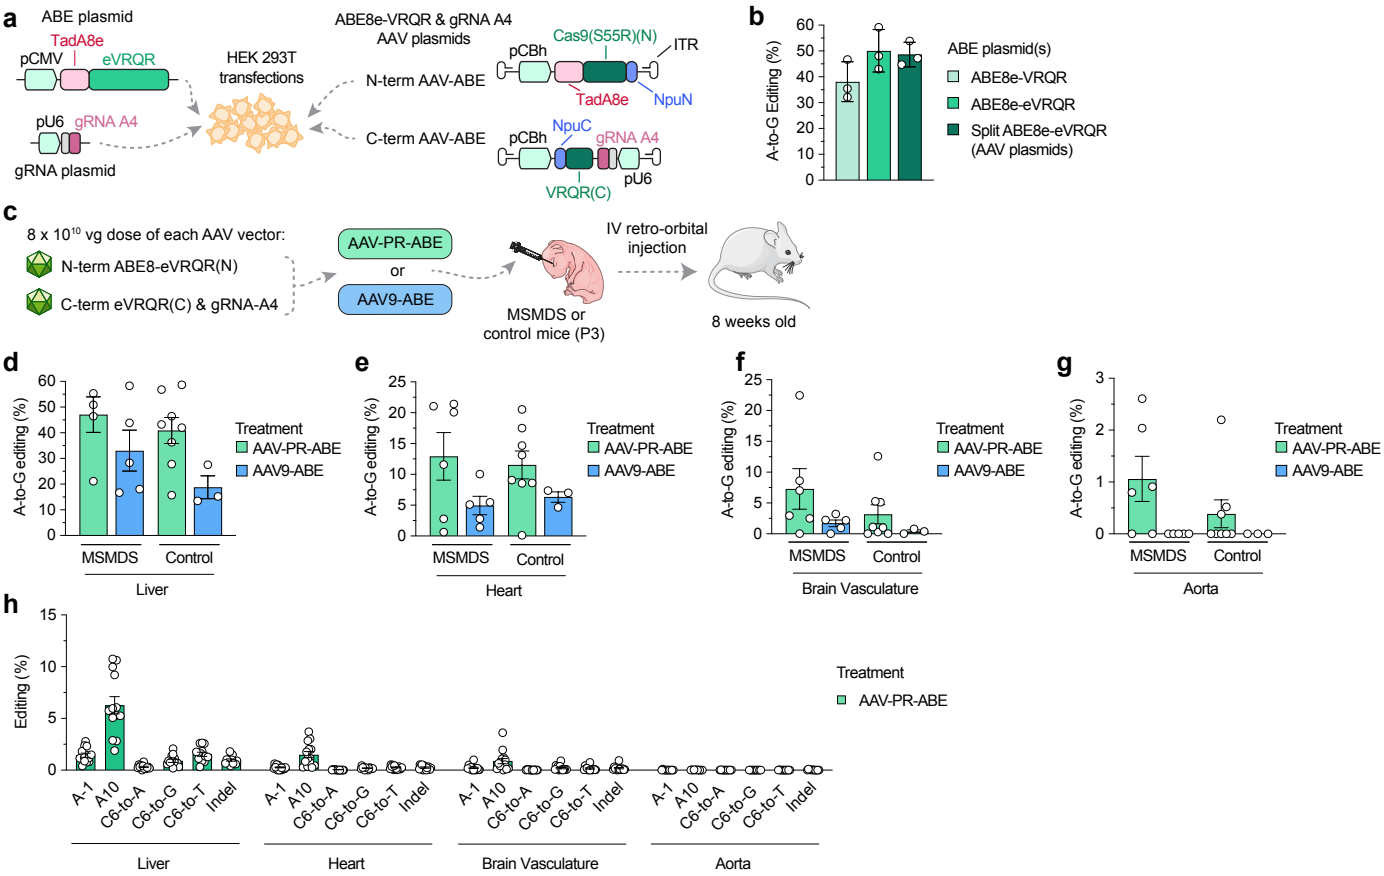 a
ABE plasmid
TadA8e
pCMV
eVRQR
pU6
gRNA A4
gRNA plasmid
HEK 293T
transfections
ABE8e-VRQR & gRNA A4
AAV plasmids
N-term AAV-ABE
C-term AAV-ABE
Cas9(S55R)(N)
pCBh
ITR
TadA8e
NpuN
NpuC
pCBh
gRNA A4
pU6
VRQR(C)
b
A-to-G Editing (%)
60
50
40
30
20
10
0
ABE plasmid(s)
ABE8e-VRQR
ABE8e-eVRQR
Split ABE8e-eVRQR
(AAV plasmids)
c
8 x 10¹⁰ vg dose of each AAV vector:
N-term ABE8-eVRQR(N)
C-term eVRQR(C) & gRNA-A4
AAV-PR-ABE
or
AAV9-ABE
MSMDS or
control mice (P3)
IV retro-orbital
injection
8 weeks old
d
A-to-G editing (%)
60
50
40
30
20
10
0
MSMDS
Control
Liver
Treatment
AAV-PR-ABE
AAV9-ABE
e
A-to-G editing (%)
25
20
15
10
5
0
MSMDS
Control
Heart
Treatment
AAV-PR-ABE
AAV9-ABE
f
A-to-G editing (%)
25
20
15
10
5
0
MSMDS
Control
Brain Vasculature
Treatment
AAV-PR-ABE
AAV9-ABE
g
A-to-G editing (%)
3
2
1
0
MSMDS
Control
Aorta
Treatment
AAV-PR-ABE
AAV9-ABE
h
Editing (%)
15
10
5
0
A-1
A10
C6-to-A
C6-to-G
C6-to-T
Indel
Liver
A-1
A10
C6-to-A
C6-to-G
C6-to-T
Indel
Heart
A-1
A10
C6-to-A
C6-to-G
C6-to-T
Indel
Brain Vasculature
A-1
A10
C6-to-A
C6-to-G
C6-to-T
Indel
Aorta
Treatment
AAV-PR-ABE